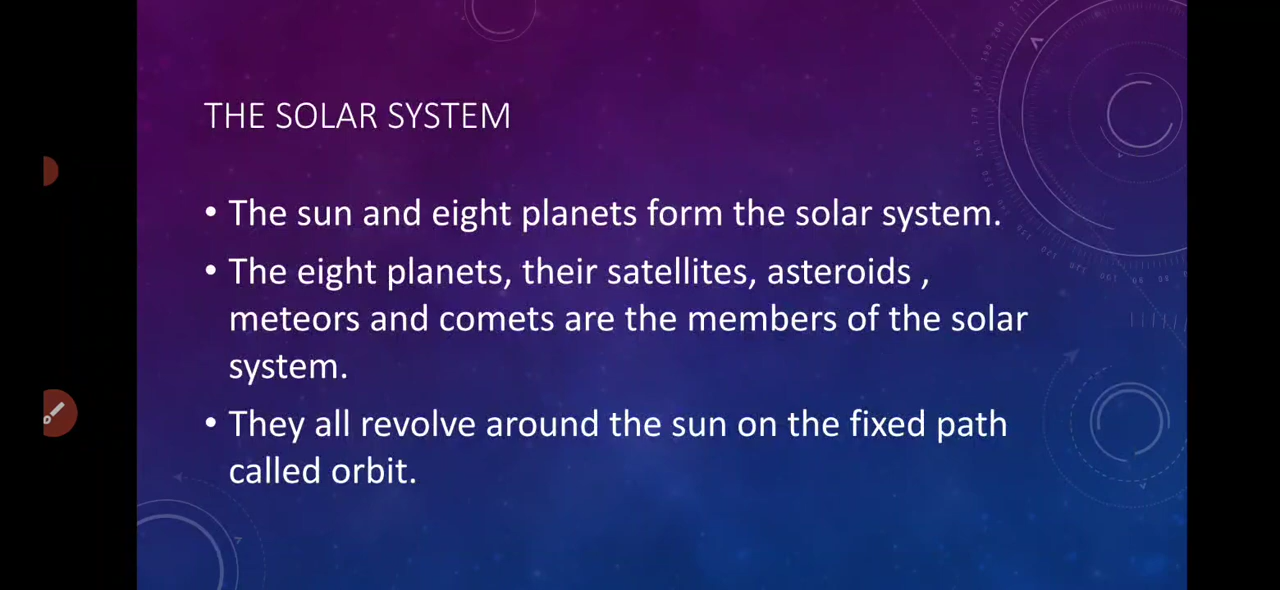 THE SOLAR SYSTEM
• The sun and eight planets form the solar system.
• The eight planets, their satellites, asteroids ,
meteors and comets are the members of the solar
system.
• They all revolve around the sun on the fixed path
called orbit.